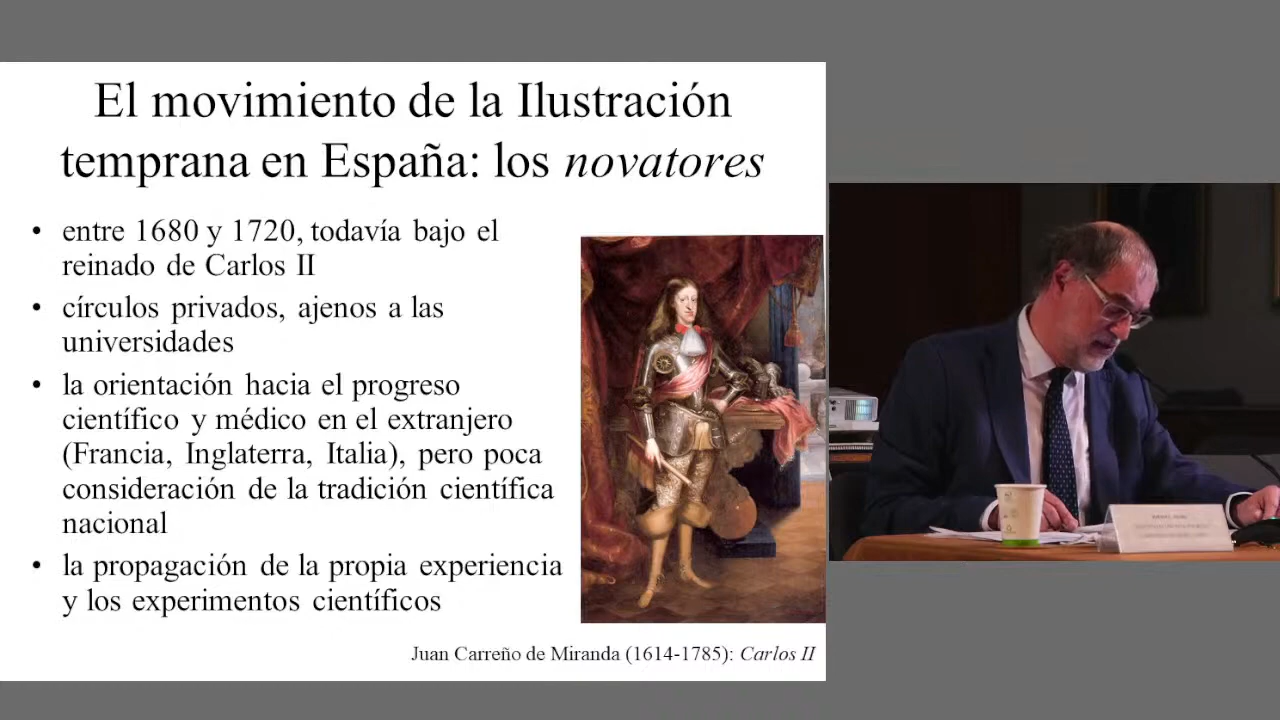 El movimiento de la Ilustración
temprana en España: los novatores
• entre 1680 y 1720, todavía bajo el
reinado de Carlos II
• círculos privados, ajenos a las
universidades
• la orientación hacia el progreso
científico y médico en el extranjero
(Francia, Inglaterra, Italia), pero poca
consideración de la tradición científica
nacional
• la propagación de la propia experiencia
y los experimentos científicos
Juan Carreño de Miranda (1614-1785): Carlos II